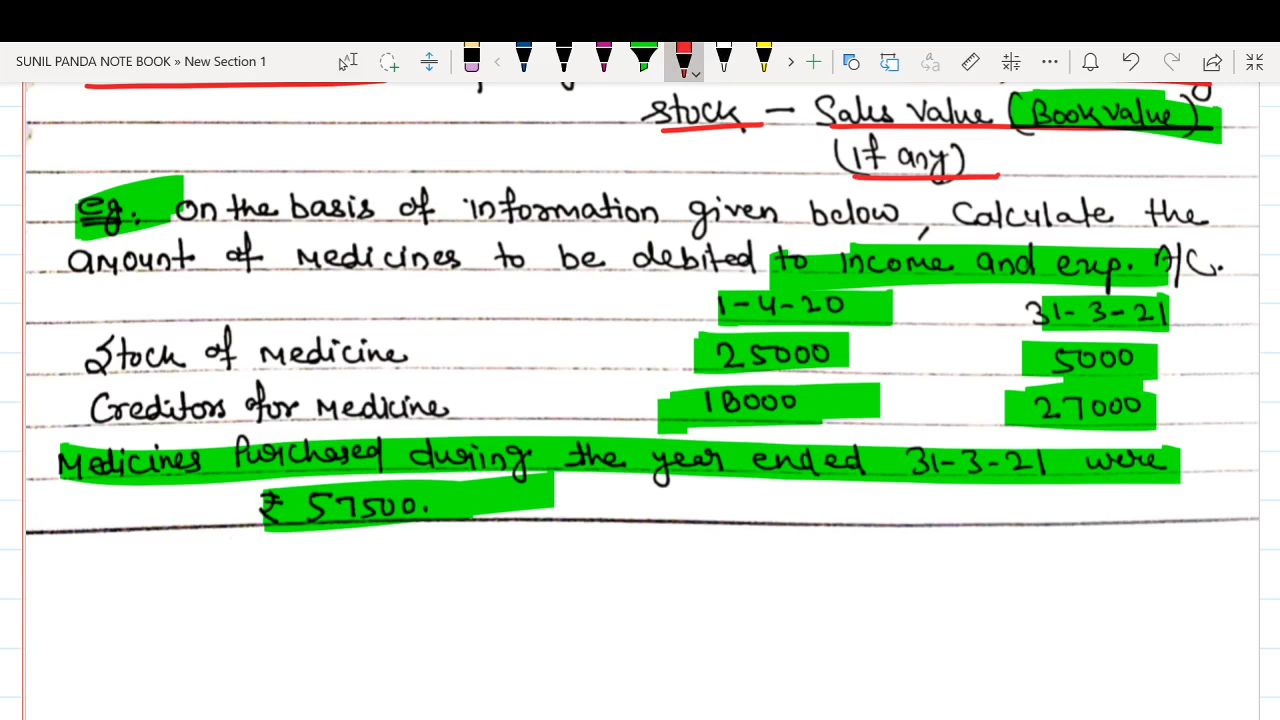 SUNIL PANDA NOTE BOOK » New Section 1
stock - Sales Value (Book value)
(if any)
eg. On the basis of information given below, Calculate the
amount of medicines to be debited to income and exp. A/C.
1-4-20 31-3-21
Stock of medicine 25000 5000
Creditors for Medicine 18000 27000
Medicines Purchased during the year ended 31-3-21 were
₹ 57500.